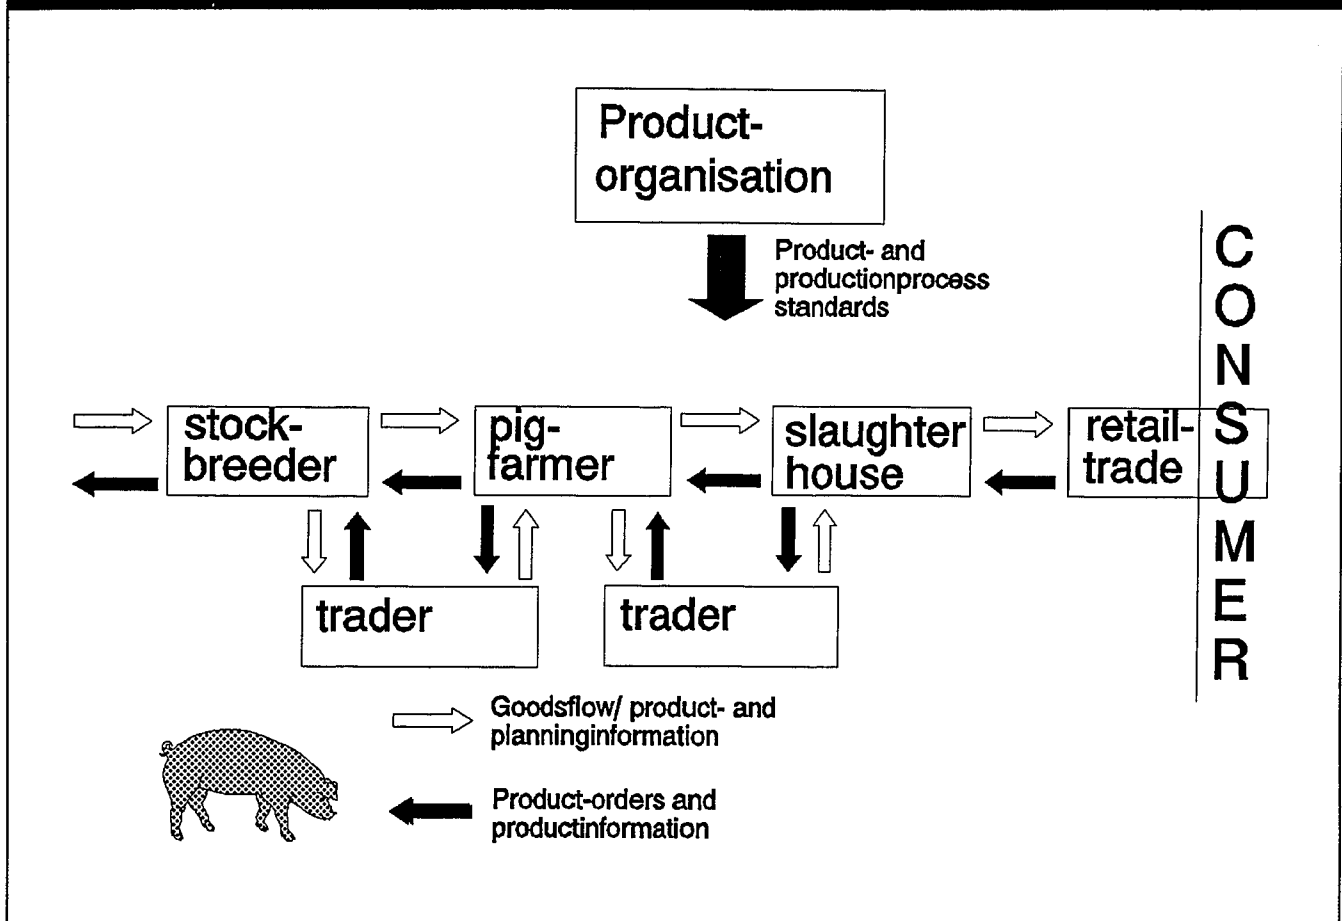 Product-
organisation
Product- and
productionprocess
standards
stock-
breeder
pig-
farmer
slaughter
house
retail-
trade
CONSUMER
trader
trader
Goodsflow/ product- and
planninginformation
Product-orders and
productinformation